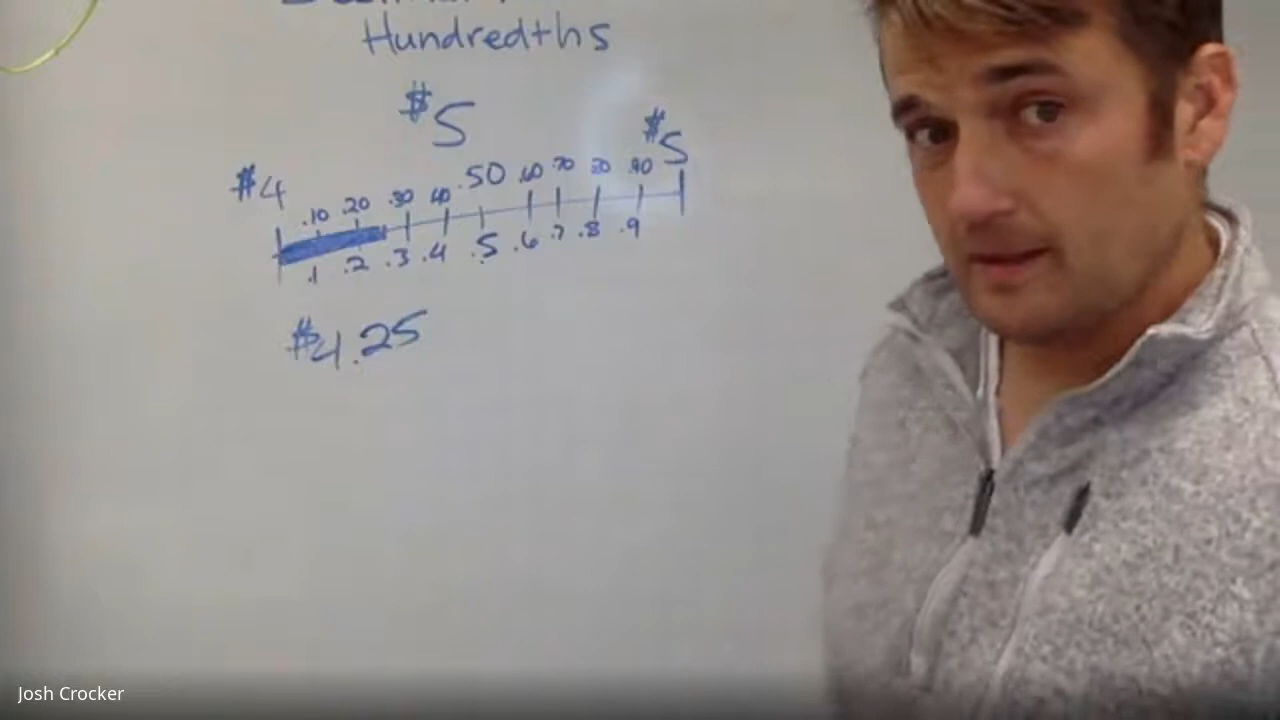 Hundredths
$5
$4 .10 .20 .30 .40 .50 .60 .70 .80 .90 $5
.1 .2 .3 .4 .5 .6 .7 .8 .9
$4.25
Josh Crocker